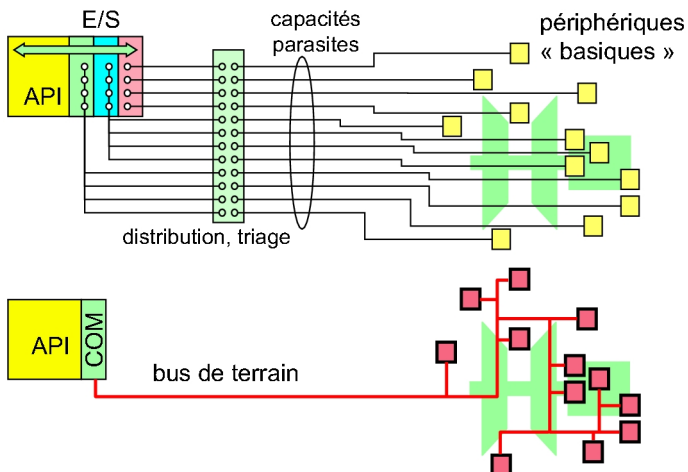 E/S
capacités
parasites
périphériques
« basiques »
API
distribution, triage
API
COM
bus de terrain